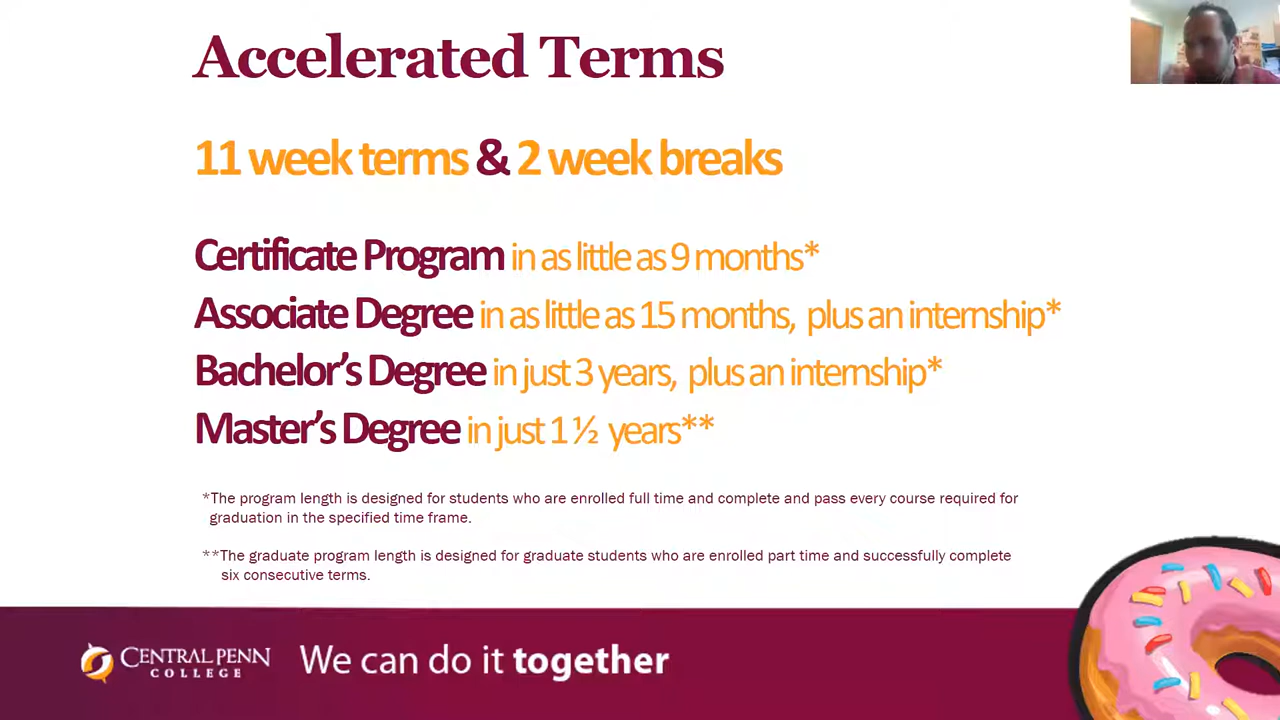 Accelerated Terms
11 week terms & 2 week breaks
Certificate Program in as little as 9 months*
Associate Degree in as little as 15 months, plus an internship*
Bachelor’s Degree in just 3 years, plus an internship*
Master’s Degree in just 1 ½ years**
*The program length is designed for students who are enrolled full time and complete and pass every course required for
graduation in the specified time frame.
**The graduate program length is designed for graduate students who are enrolled part time and successfully complete
six consecutive terms.
CENTRAL PENN
COLLEGE
We can do it together